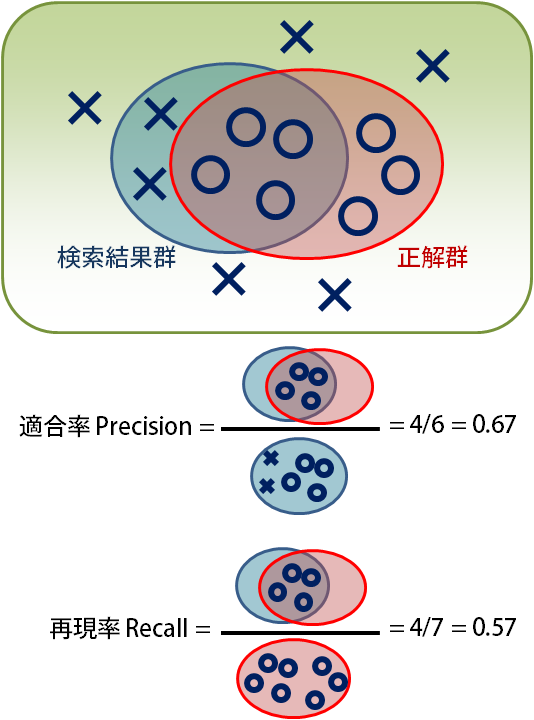 検索結果群
正解群
適合率 Precision = = 4/6 = 0.67
再現率 Recall = = 4/7 = 0.57